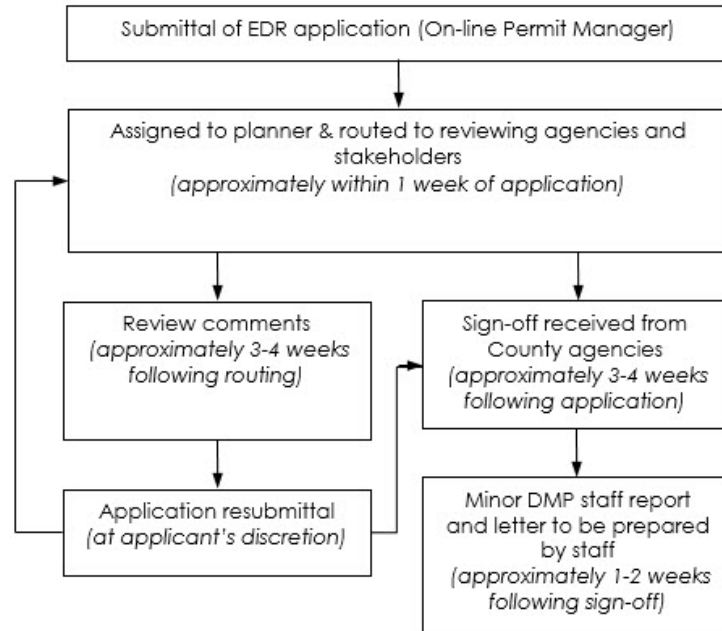 Submittal of EDR application (On-line Permit Manager)
Assigned to planner & routed to reviewing agencies and
stakeholders
(approximately within 1 week of application)
Review comments
(approximately 3-4 weeks
following routing)
Sign-off received from
County agencies
(approximately 3-4 weeks
following application)
Application resubmittal
(at applicant's discretion)
Minor DMP staff report
and letter to be prepared
by staff
(approximately 1-2 weeks
following sign-off)